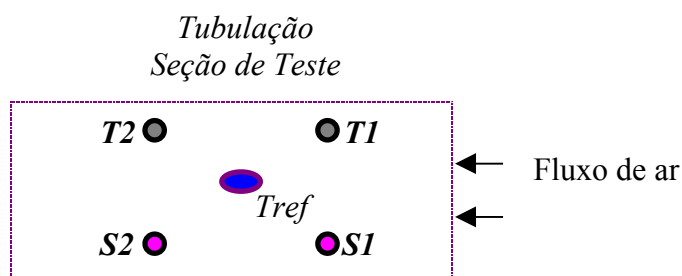 Tubulação
Seção de Teste
T2 T1
Fluxo de ar
Tref
S2 S1